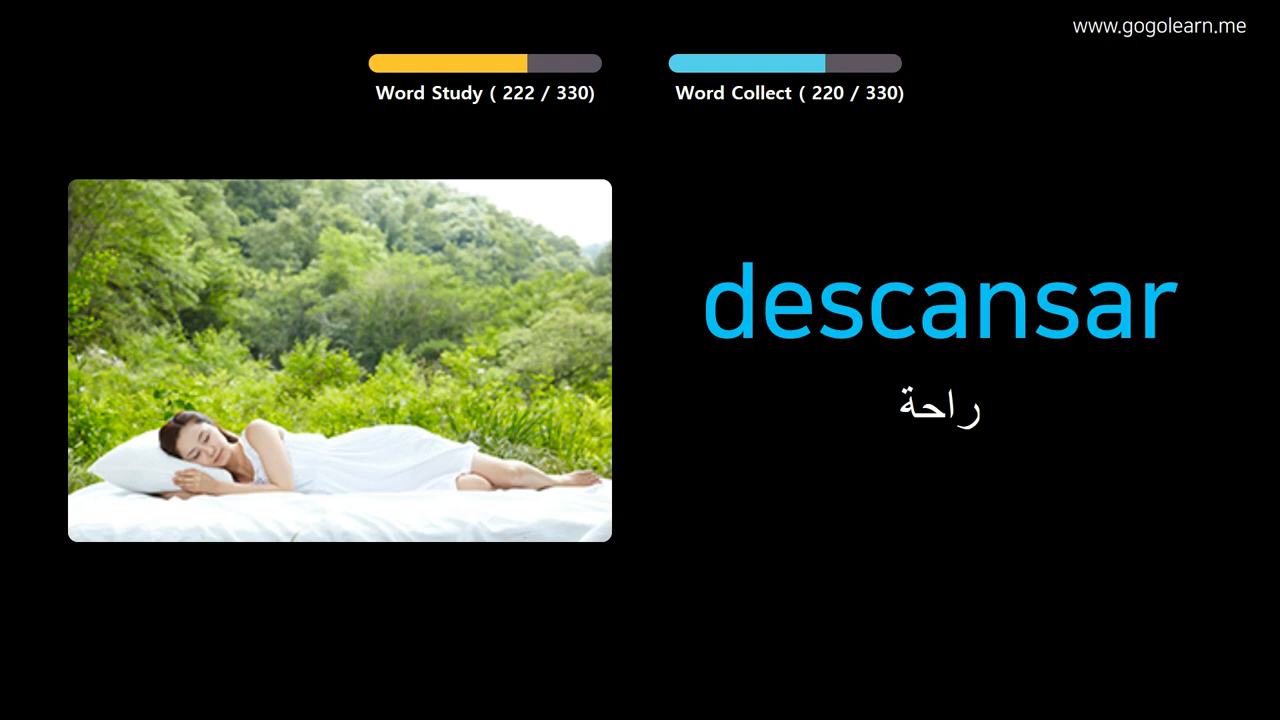 www.gogolearn.me
Word Study ( 222 / 330)
Word Collect ( 220 / 330)
descansar
راحة